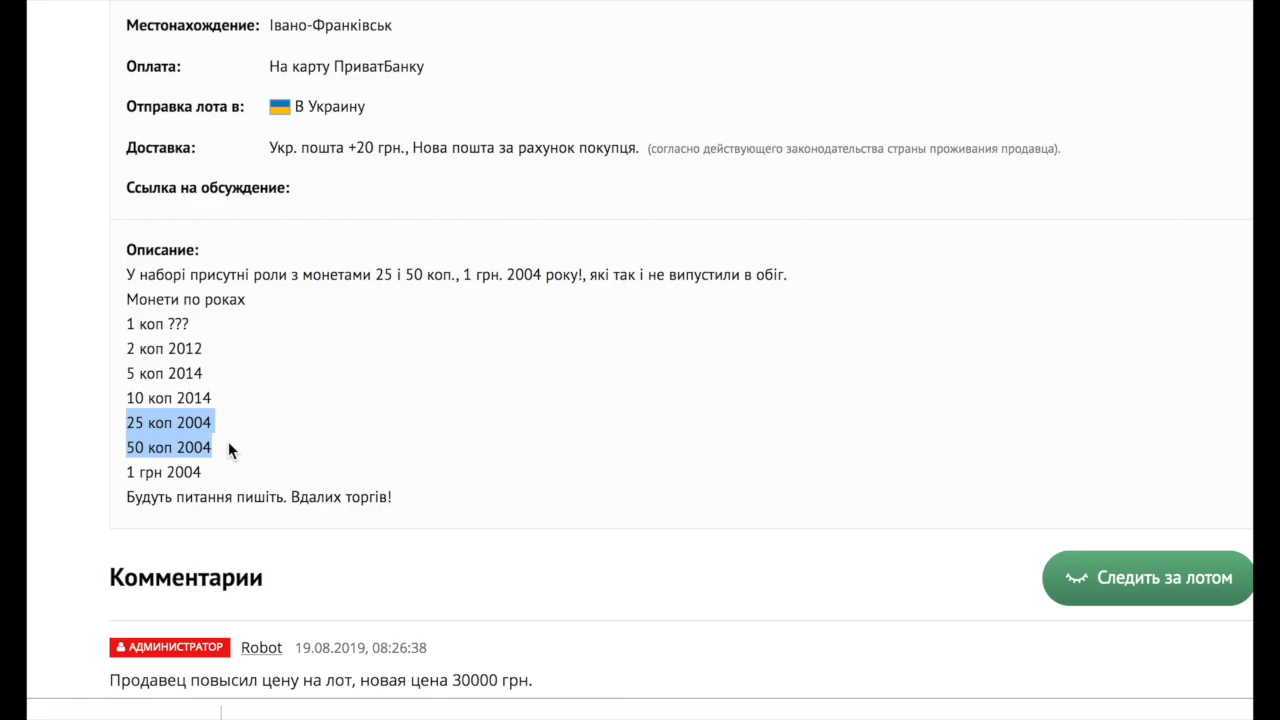 Местонахождение: Івано-Франківськ
Оплата: На карту ПриватБанку
Отправка лота в: В Украину
Доставка: Укр. пошта +20 грн., Нова пошта за рахунок покупця. (согласно действующего законодательства страны проживания продавца).
Ссылка на обсуждение:
Описание:
У наборі присутні роли з монетами 25 і 50 коп., 1 грн. 2004 року!, які так і не випустили в обіг.
Монети по роках
1 коп ???
2 коп 2012
5 коп 2014
10 коп 2014
25 коп 2004
50 коп 2004
1 грн 2004
Будуть питання пишіть. Вдалих торгів!
Комментарии
Следить за лотом
АДМИНИСТРАТОР Robot 19.08.2019, 08:26:38
Продавец повысил цену на лот, новая цена 30000 грн.